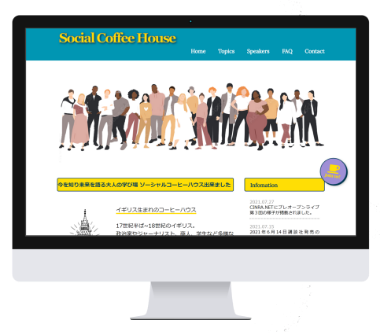 Social Coffee House
Home Topics Speakers FAQ Contact
今を知り未来を語る大人の学び場 ソーシャルコーヒーハウス出来ました
Infomation
イギリス生まれのコーヒーハウス
17世紀半ば~18世紀のイギリス。
政治家やジャーナリスト、商人、学生など多様な
2021.07.27
CINRA.NETにプレオープンライブ
第3回の様子が掲載されました。
2021.07.23
2021年6月14日講談社発売の